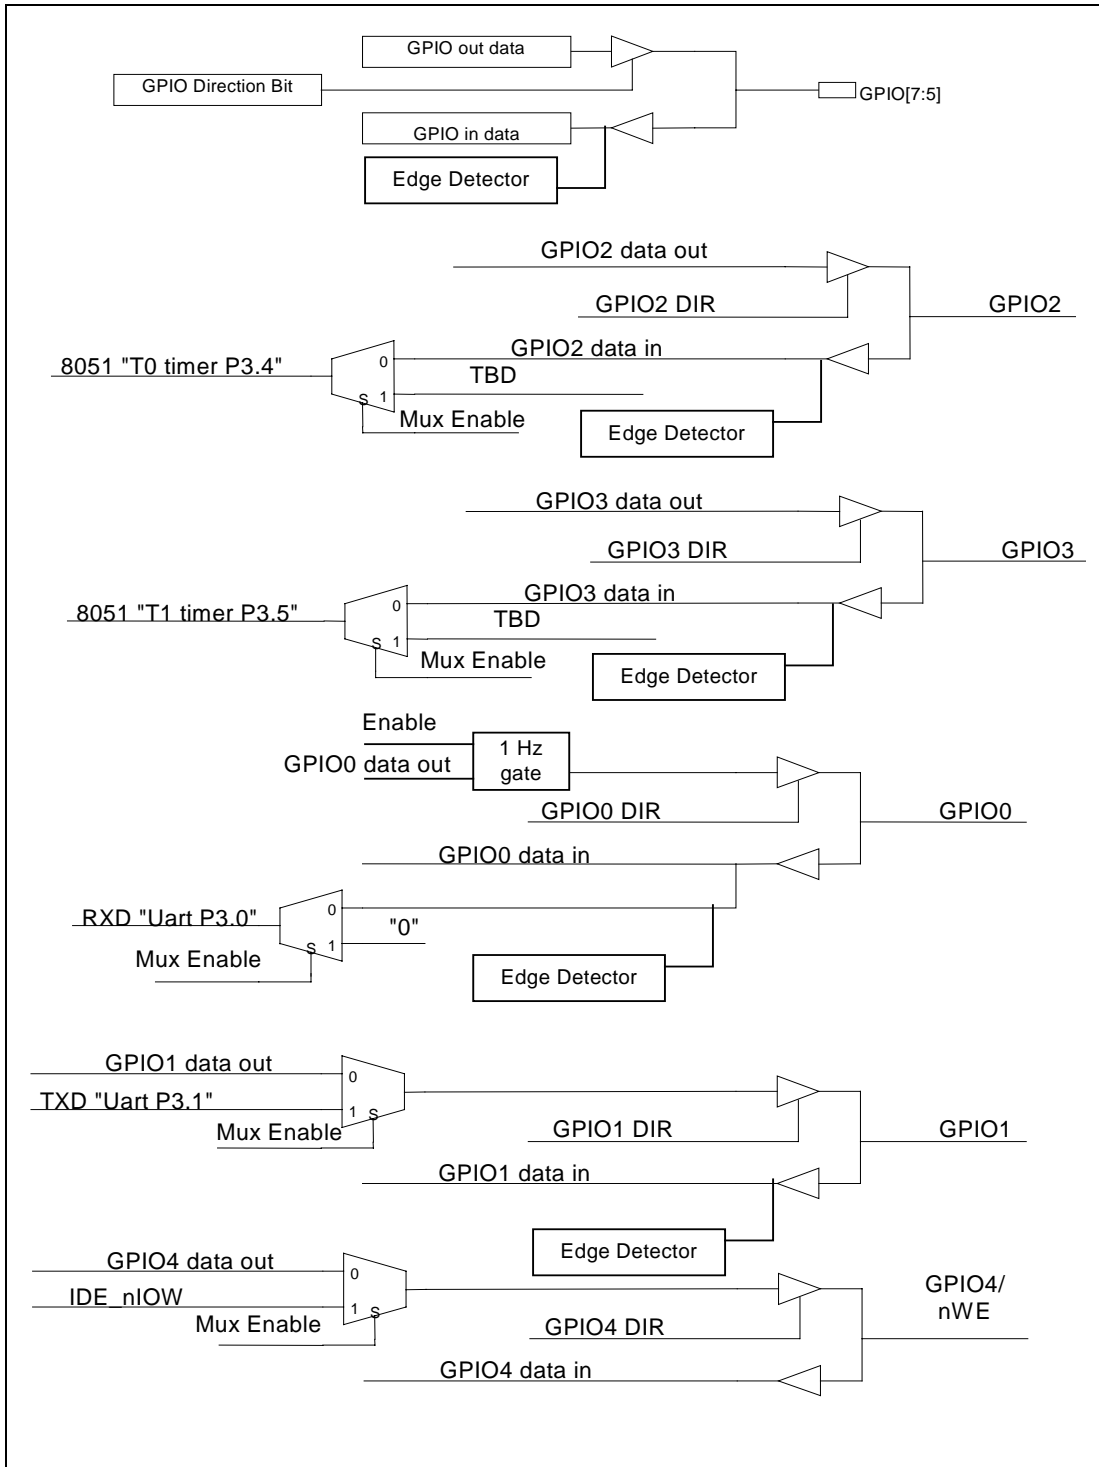 GPIO out data
GPIO Direction Bit
GPIO[7:5]
GPIO in data
Edge Detector
GPIO2 data out
GPIO2 DIR
GPIO2
8051 "T0 timer P3.4"
0
GPIO2 data in
TBD
S 1
Mux Enable
Edge Detector
GPIO3 data out
GPIO3 DIR
GPIO3
8051 "T1 timer P3.5"
0
GPIO3 data in
TBD
S 1
Mux Enable
Edge Detector
Enable
GPIO0 data out
1 Hz
gate
GPIO0 DIR
GPIO0
GPIO0 data in
RXD "Uart P3.0"
0
"0"
S 1
Mux Enable
Edge Detector
GPIO1 data out
0
TXD "Uart P3.1"
1 S
Mux Enable
GPIO1 DIR
GPIO1
GPIO1 data in
Edge Detector
GPIO4 data out
0
IDE_nIOW
1 S
Mux Enable
GPIO4 DIR
GPIO4/
nWE
GPIO4 data in